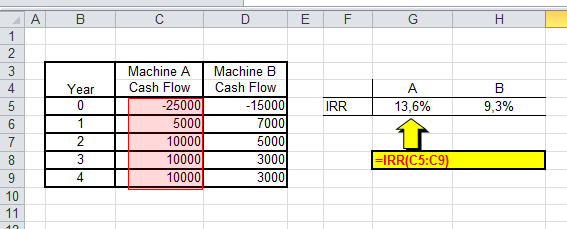 A B C D E F G H
1
2
3 Machine A Machine B
4 Year Cash Flow Cash Flow A B
5 0 -25000 -15000 IRR 13,6% 9,3%
6 1 5000 7000
7 2 10000 5000
8 3 10000 3000 =IRR(C5:C9)
9 4 10000 3000
10
11